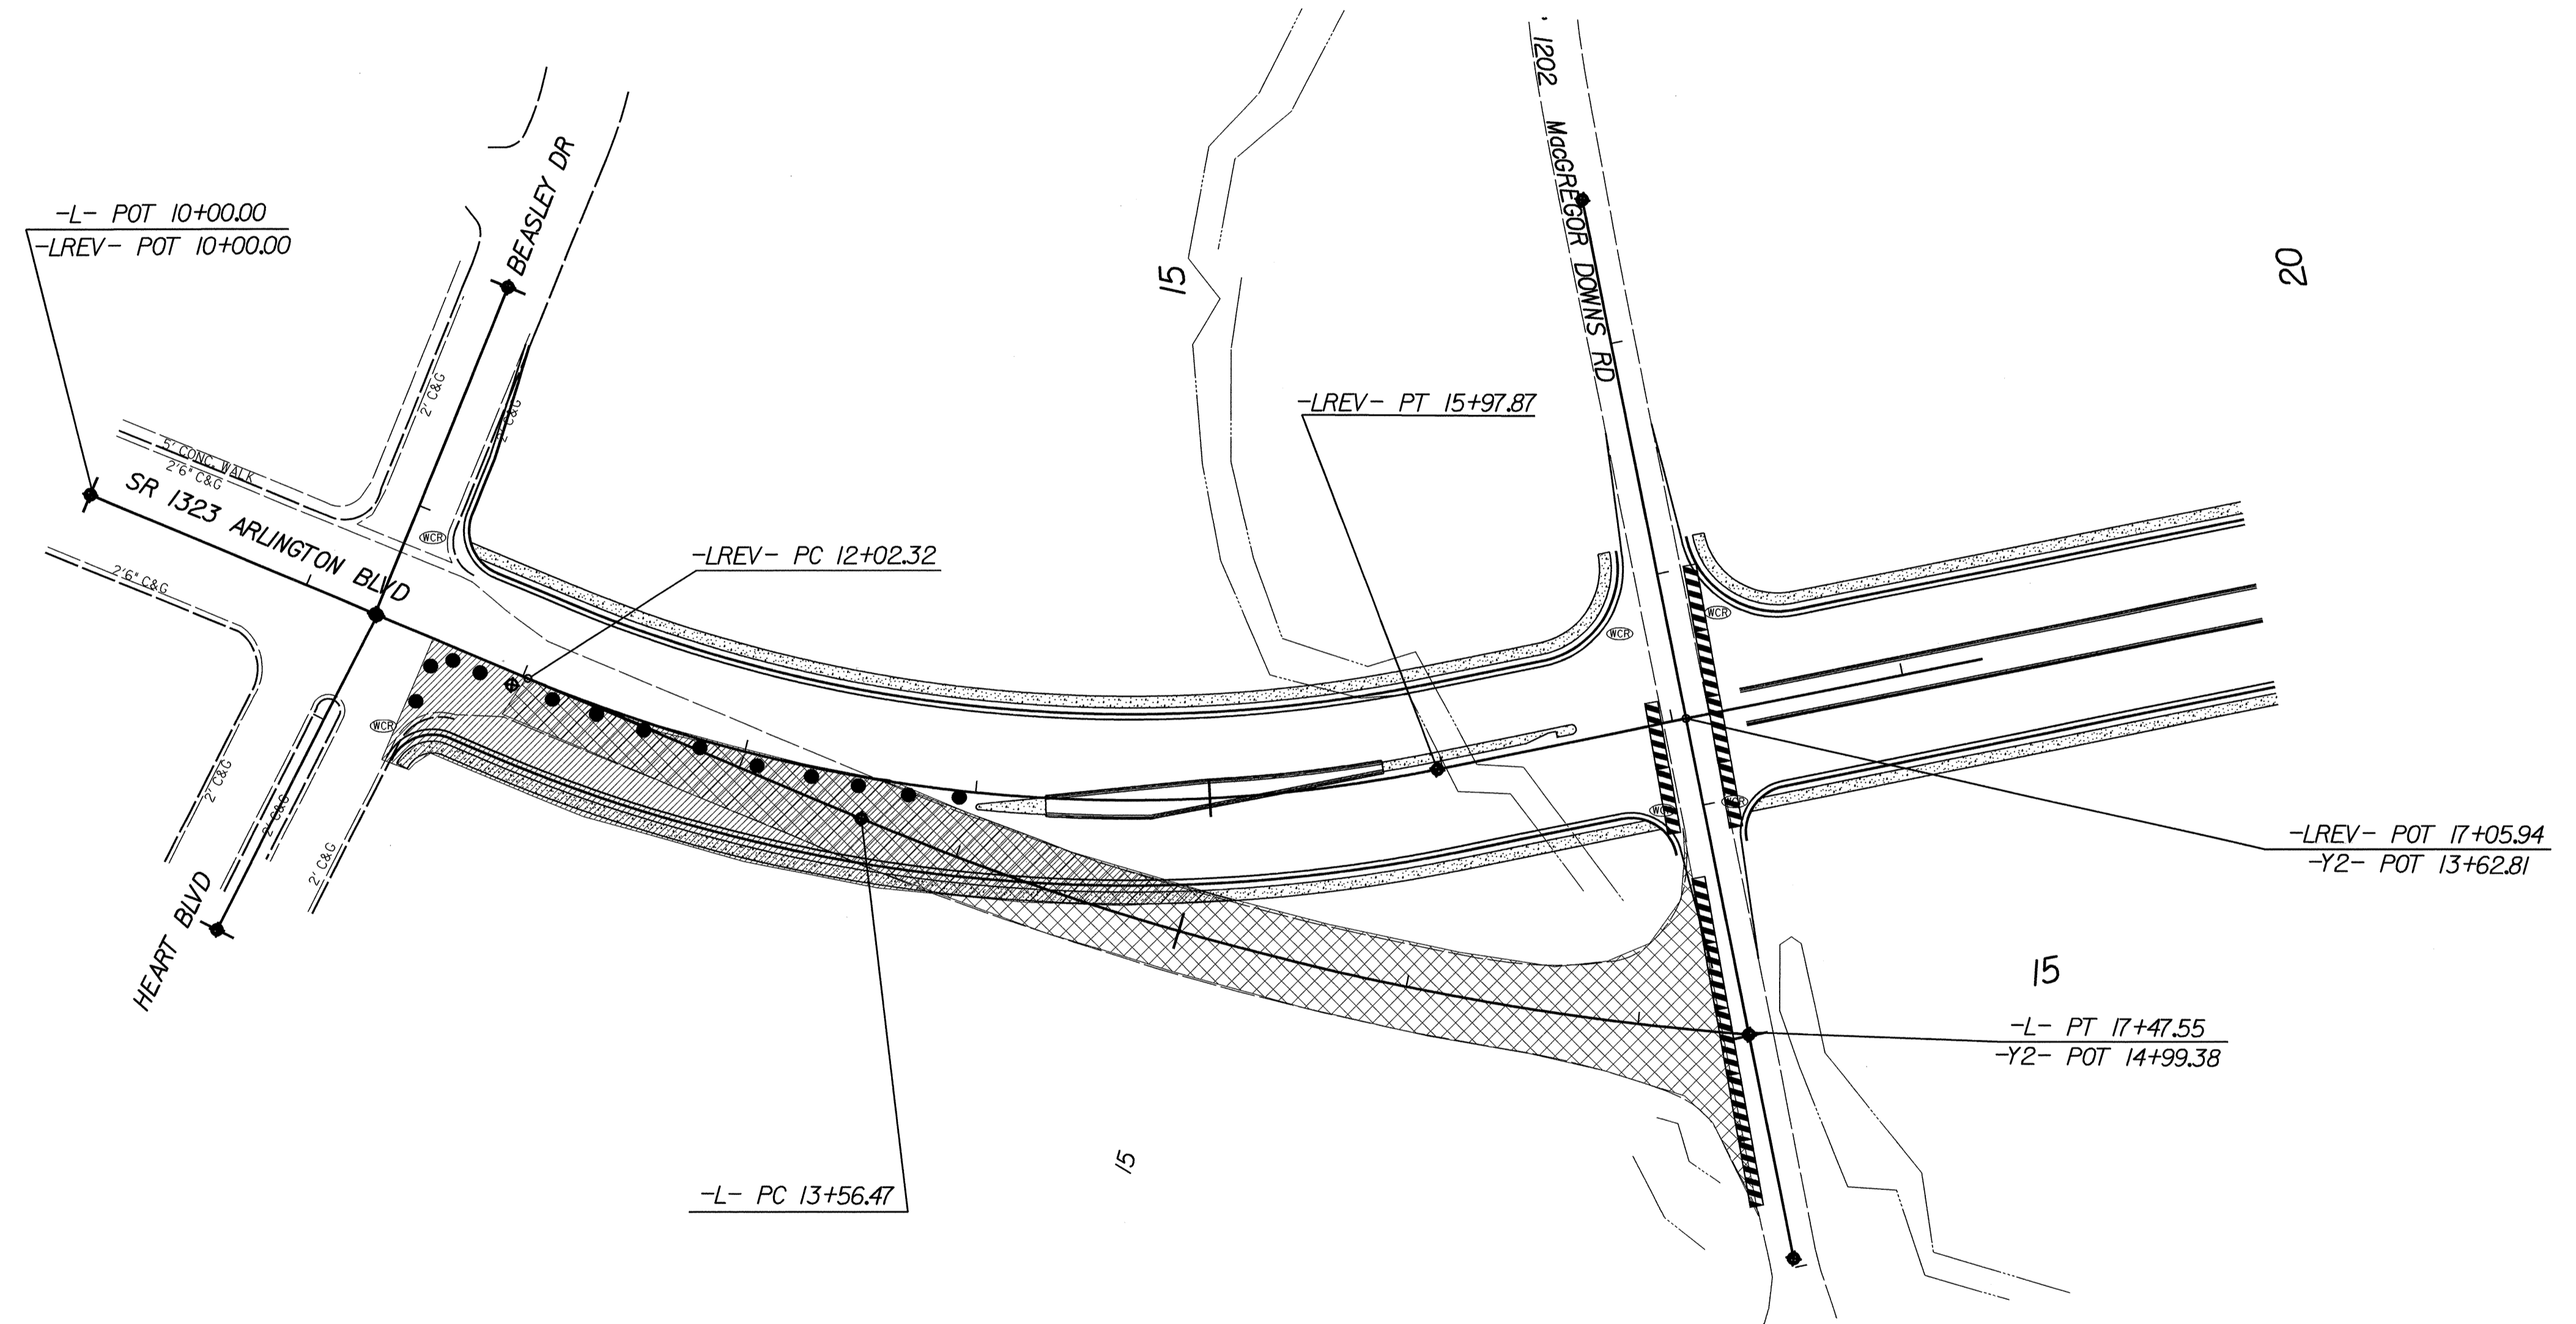 1202 MacGREGOR DOWNS RD
BEASLEY DR
-L- POT 10+00.00
-LREV- POT 10+00.00
15
20
2' C&G
2' C&G
-LREV- PT 15+97.87
5' CONC. WALK
2'6" C&G
SR 1323 ARLINGTON BLVD
WCR
-LREV- PC 12+02.32
2'6" C&G
WCR
WCR
WCR
2' C&G
2' C&G
2' C&G
WCR
WCR
-LREV- POT 17+05.94
-Y2- POT 13+62.81
HEART BLVD
15
-L- PT 17+47.55
-Y2- POT 14+99.38
15
-L- PC 13+56.47